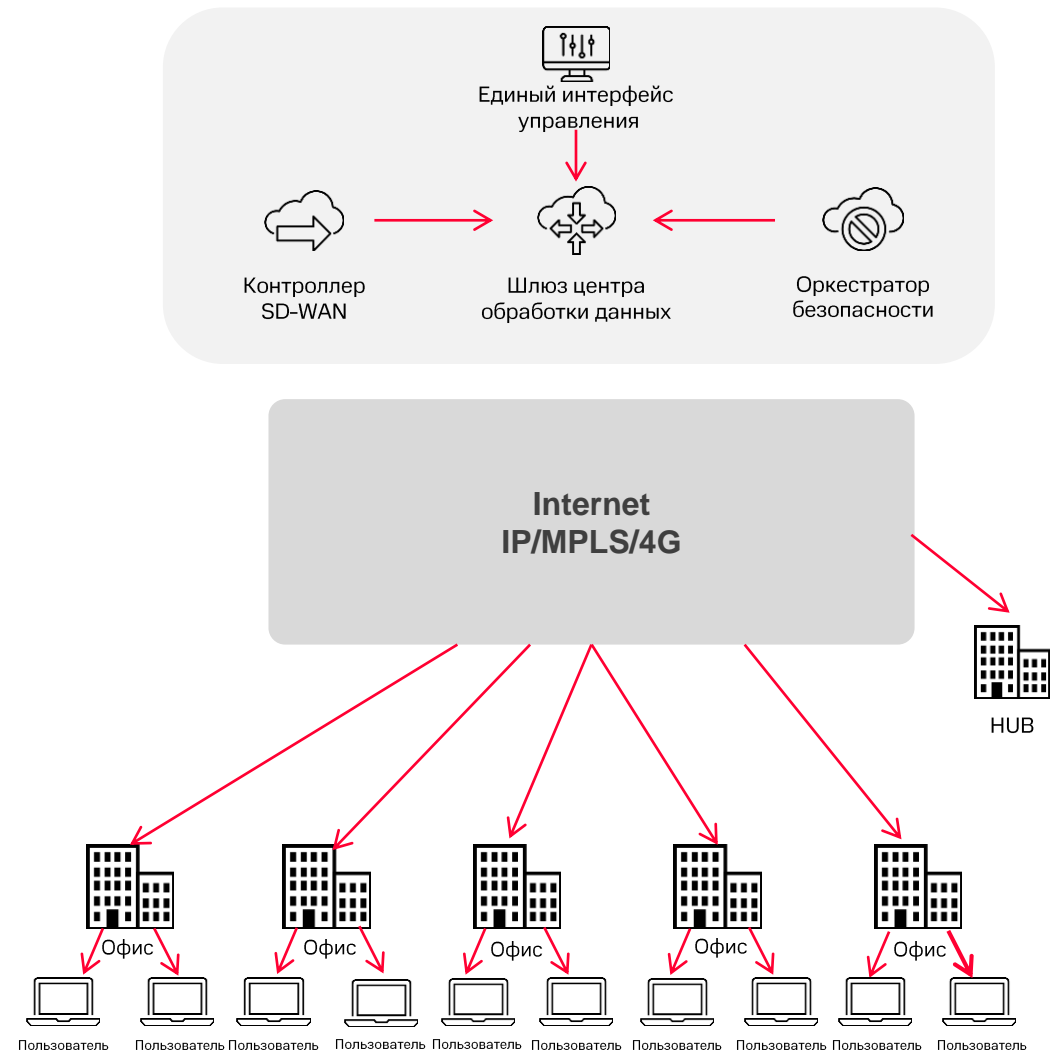 Единый интерфейс
управления
Контроллер
SD-WAN
Шлюз центра
обработки данных
Оркестратор
безопасности
Internet
IP/MPLS/4G
HUB
Офис
Офис
Офис
Офис
Офис
Пользователь
Пользователь
Пользователь
Пользователь
Пользователь
Пользователь
Пользователь
Пользователь
Пользователь
Пользователь